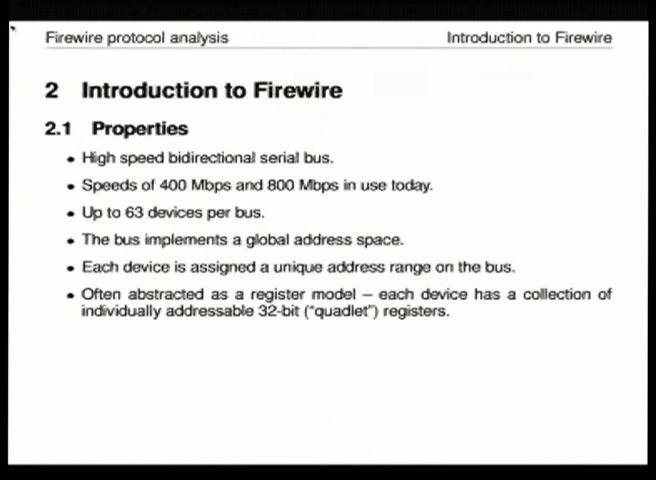 Firewire protocol analysis
Introduction to Firewire
2 Introduction to Firewire
2.1 Properties
• High speed bidirectional serial bus.
• Speeds of 400 Mbps and 800 Mbps in use today.
• Up to 63 devices per bus.
• The bus implements a global address space.
• Each device is assigned a unique address range on the bus.
• Often abstracted as a register model – each device has a collection of
individually addressable 32-bit ("quadlet") registers.